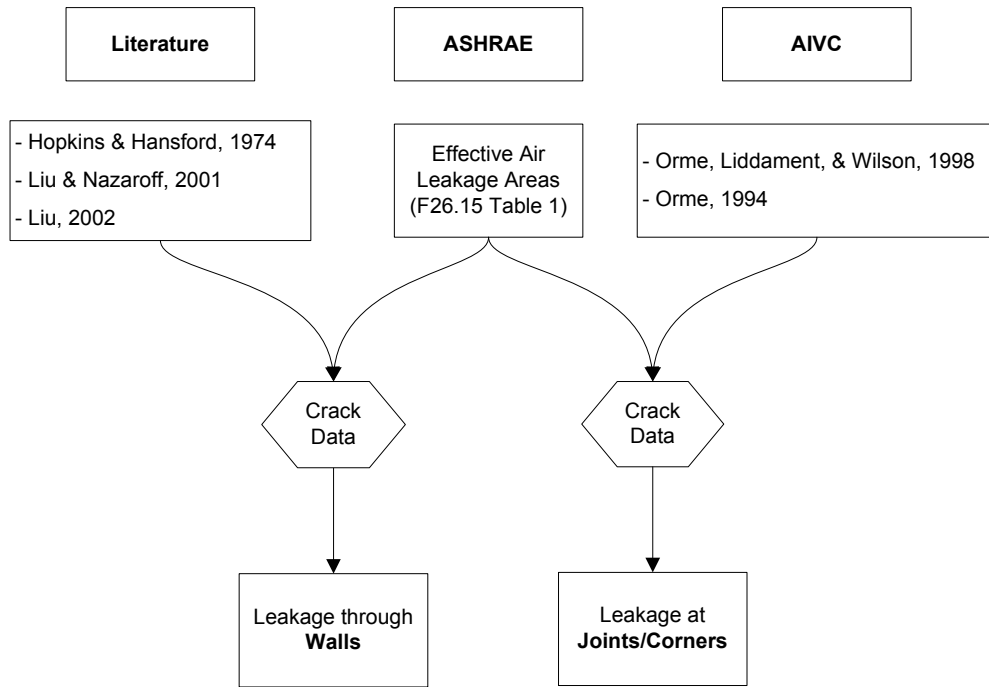 Literature
ASHRAE
AIVC
- Hopkins & Hansford, 1974
- Liu & Nazaroff, 2001
- Liu, 2002
Effective Air
Leakage Areas
(F26.15 Table 1)
- Orme, Liddament, & Wilson, 1998
- Orme, 1994
Crack
Data
Crack
Data
Leakage through
Walls
Leakage at
Joints/Corners